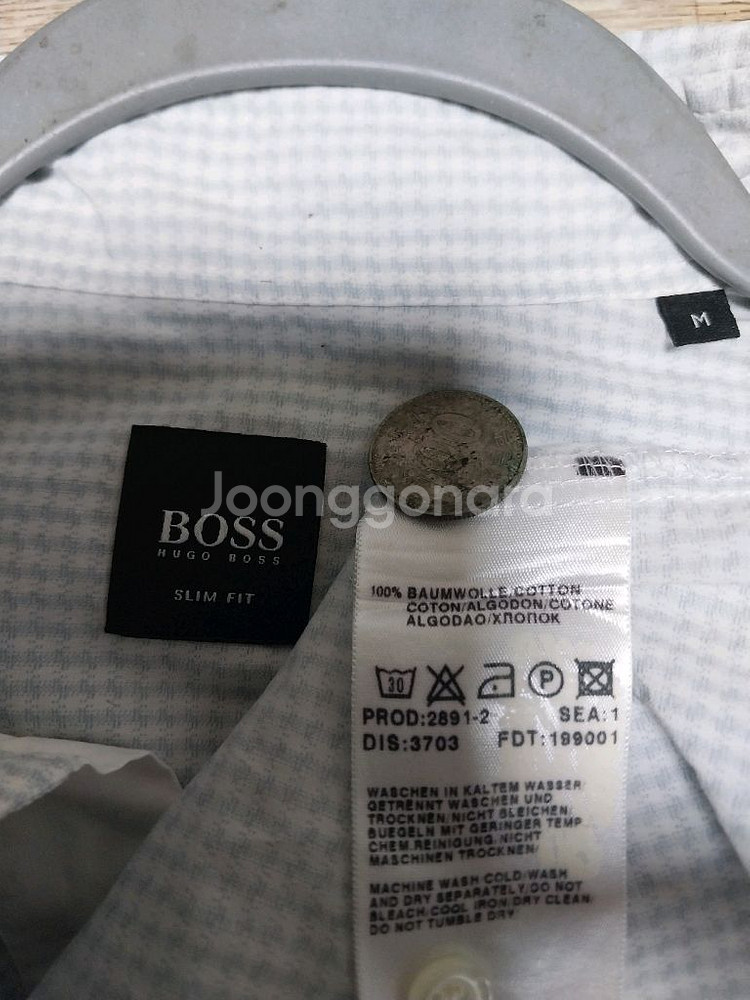 M
Joonggonara
BOSS
HUGO BOSS
SLIM FIT
100% BAUMWOLLE/COTTON
COTON/ALGODON/COTONE
ALGODAO/ХЛОПОК
30
P
PROD:2891-2 SEA:1
DIS:3703 FDT:199001
WASCHEN IN KALTEM WASSER/
GETRENNT WASCHEN UND
TROCKNEN/NICHT BLEICHEN/
BUEGELN MIT GERINGER TEMP
CHEM.REINIGUNG/NICHT
MASCHINEN TROCKNEN/
MACHINE WASH COLD/WASH
AND DRY SEPARATELY/DO NOT
BLEACH/COOL IRON/DRY CLEAN/
DO NOT TUMBLE DRY